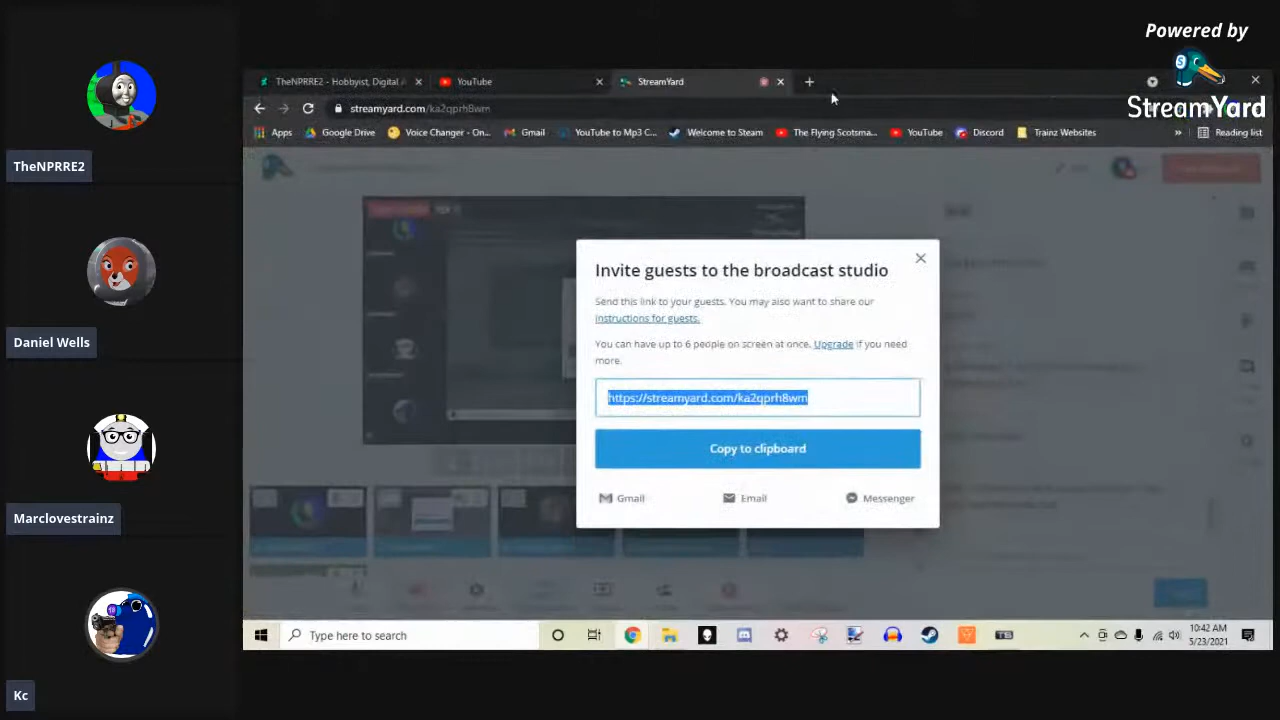 Powered by
StreamYard
TheNPRRE2
Daniel Wells
Marclovestrainz
Kc
TheNPRRE2 - Hobbyist, Digital A
YouTube
StreamYard
streamyard.com/ka2qprh8wm
Apps
Google Drive
Voice Changer - On...
Gmail
YouTube to Mp3 C...
Welcome to Steam
The Flying Scotsma...
YouTube
Discord
Trainz Websites
»
Reading list
Invite guests to the broadcast studio
Send this link to your guests. You may also want to share our
instructions for guests.
You can have up to 6 people on screen at once. Upgrade if you need
more.
https://streamyard.com/ka2qprh8wm
Copy to clipboard
Gmail
Email
Messenger
Type here to search
TS
10:42 AM
5/23/2021